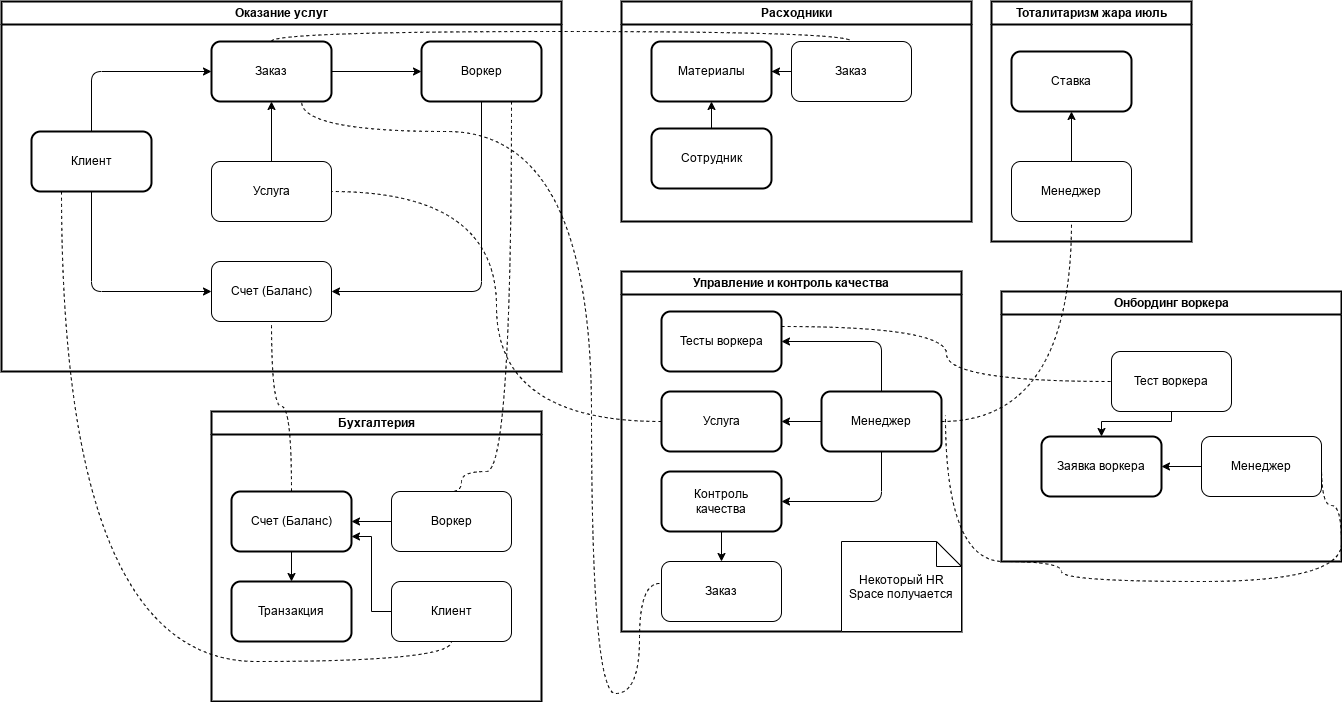 Оказание услуг
Заказ
Воркер
Клиент
Услуга
Счет (Баланс)
Расходники
Материалы
Заказ
Сотрудник
Тоталитаризм жара июль
Ставка
Менеджер
Управление и контроль качества
Тесты воркера
Услуга
Менеджер
Контроль
качества
Заказ
Некоторый HR
Space получается
Онбординг воркера
Тест воркера
Заявка воркера
Менеджер
Бухгалтерия
Счет (Баланс)
Воркер
Транзакция
Клиент